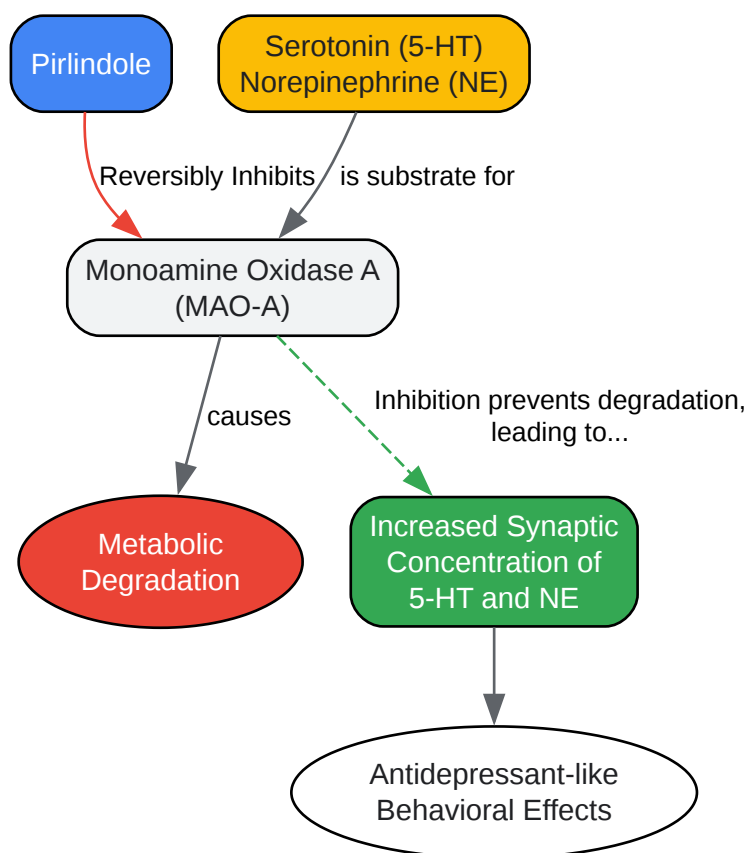 Pirlindole
Serotonin (5-HT)
Norepinephrine (NE)
Reversibly Inhibits
is substrate for
Monoamine Oxidase A
(MAO-A)
causes
Inhibition prevents degradation,
leading to...
Metabolic
Degradation
Increased Synaptic
Concentration of
5-HT and NE
Antidepressant-like
Behavioral Effects